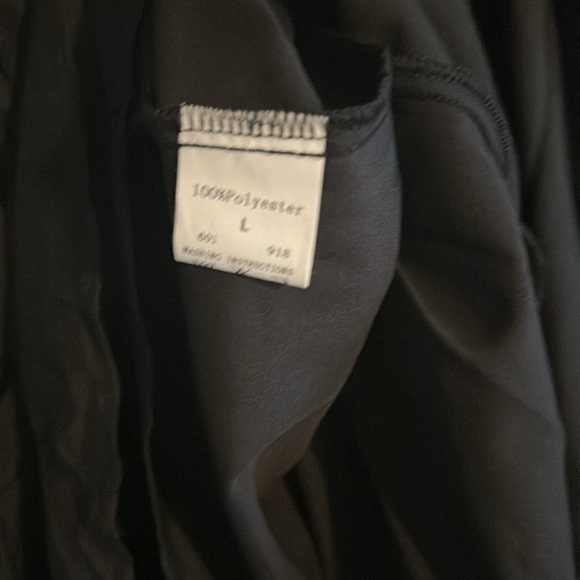 100%Polyester
L
601 918
WASHING INSTRUCTIONS